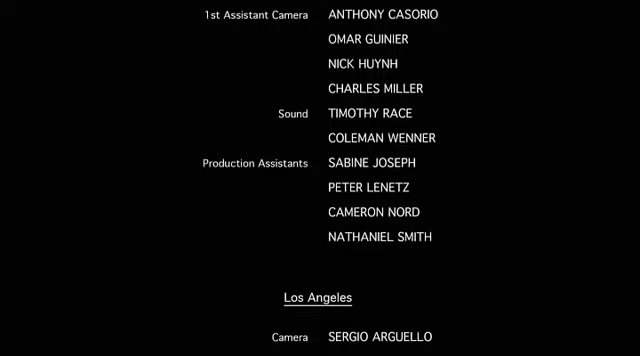 1st Assistant Camera ANTHONY CASORIO
OMAR GUINIER
NICK HUYNH
CHARLES MILLER
Sound TIMOTHY RACE
COLEMAN WENNER
Production Assistants SABINE JOSEPH
PETER LENETZ
CAMERON NORD
NATHANIEL SMITH
Los Angeles
Camera SERGIO ARGUELLO